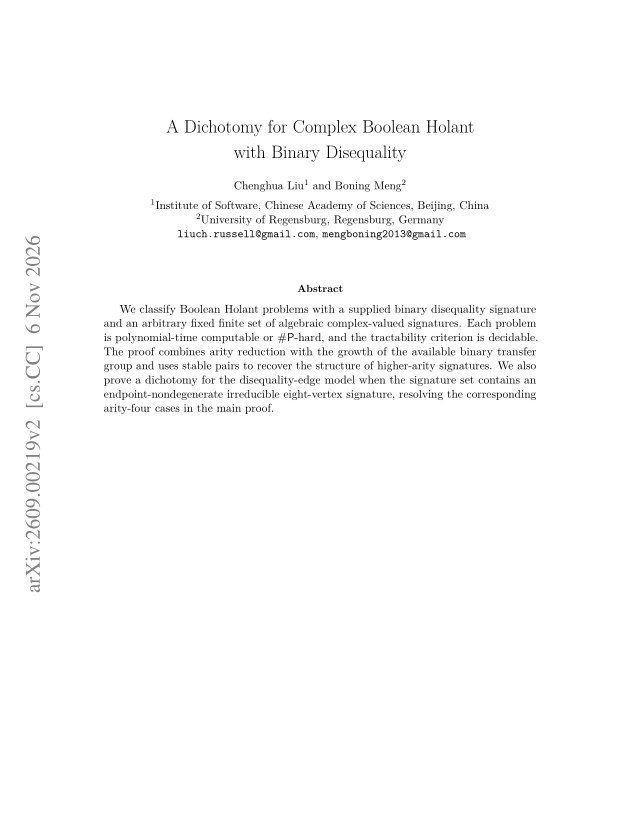 A Dichotomy for Complex Boolean Holant
with Binary Disequality
Chenghua Liu¹ and Boning Meng²
¹Institute of Software, Chinese Academy of Sciences, Beijing, China
²University of Regensburg, Regensburg, Germany
liuch.russell@gmail.com, mengboning2013@gmail.com
Abstract
We classify Boolean Holant problems with a supplied binary disequality signature
and an arbitrary fixed finite set of algebraic complex-valued signatures. Each problem
is polynomial-time computable or #P-hard, and the tractability criterion is decidable.
The proof combines arity reduction with the growth of the available binary transfer
group and uses stable pairs to recover the structure of higher-arity signatures. We also
prove a dichotomy for the disequality-edge model when the signature set contains an
endpoint-nondegenerate irreducible eight-vertex signature, resolving the corresponding
arity-four cases in the main proof.
arXiv:2609.00219v2 [cs.CC] 6 Nov 2026